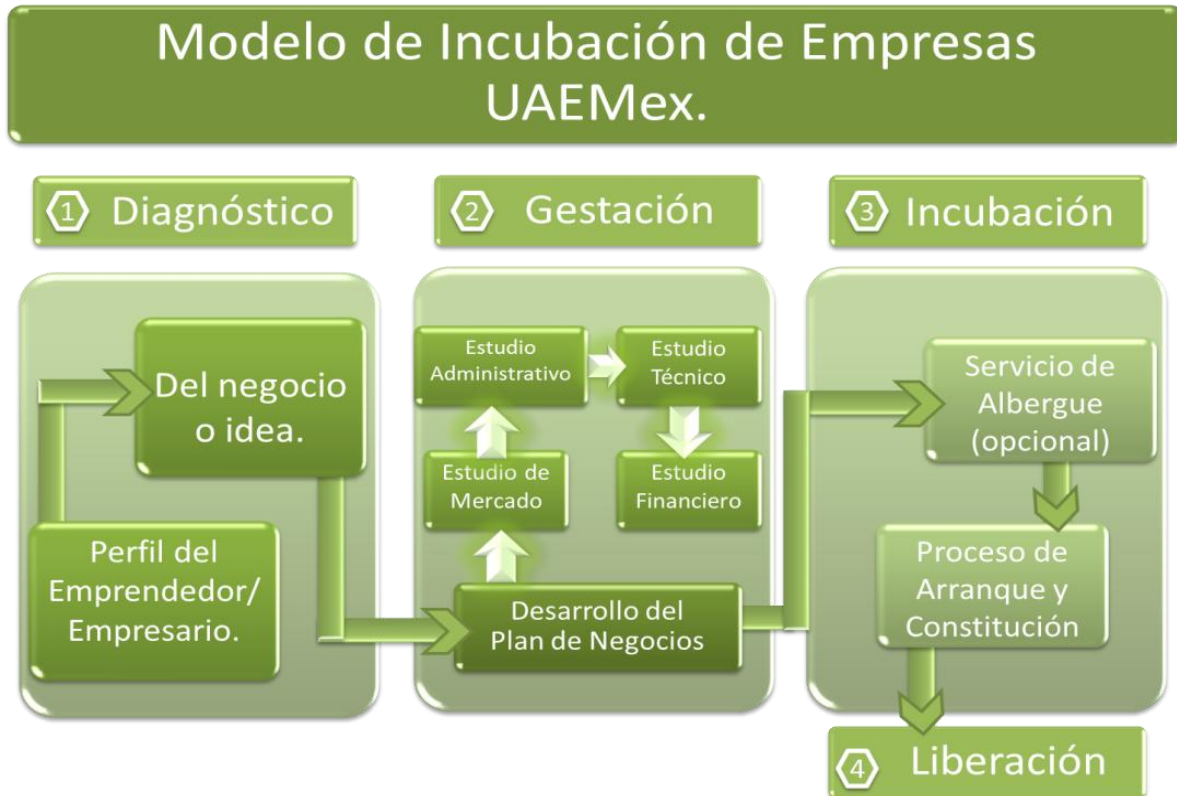 Modelo de Incubación de Empresas
UAEMex.
1 Diagnóstico
2 Gestación
3 Incubación
Del negocio
o idea.
Perfil del
Emprendedor/
Empresario.
Estudio
Administrativo
Estudio
Técnico
Estudio de
Mercado
Estudio
Financiero
Desarrollo del
Plan de Negocios
Servicio de
Albergue
(opcional)
Proceso de
Arranque y
Constitución
4 Liberación